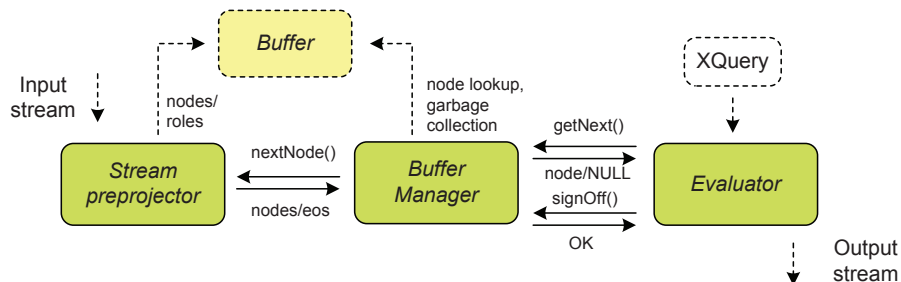 Buffer
XQuery
Input
stream
nodes/
roles
node lookup,
garbage
collection
getNext()
nextNode()
Stream
preprojector
Buffer
Manager
node/NULL
Evaluator
signOff()
nodes/eos
OK
Output
stream